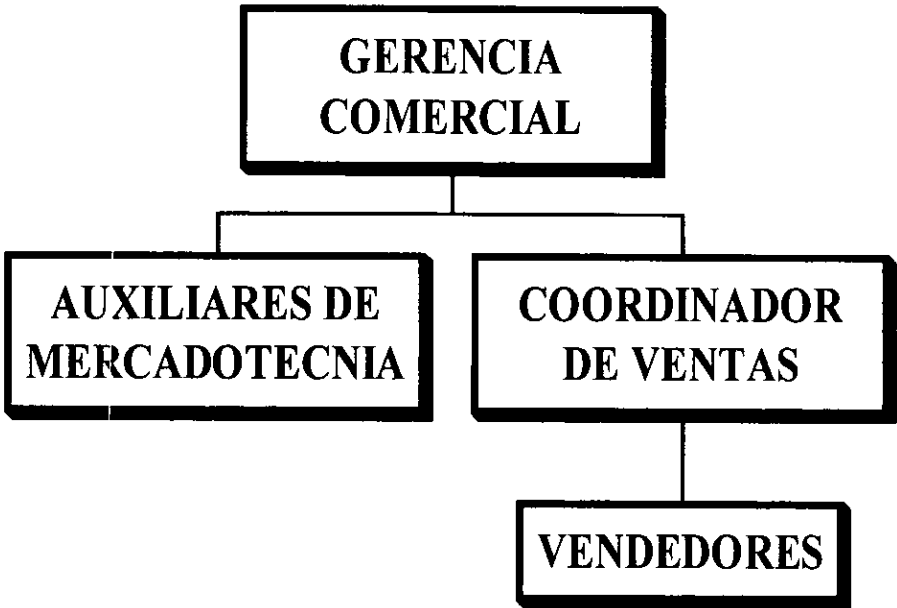 GERENCIA
COMERCIAL
AUXILIARES DE
MERCADOTECNIA
COORDINADOR
DE VENTAS
VENDEDORES